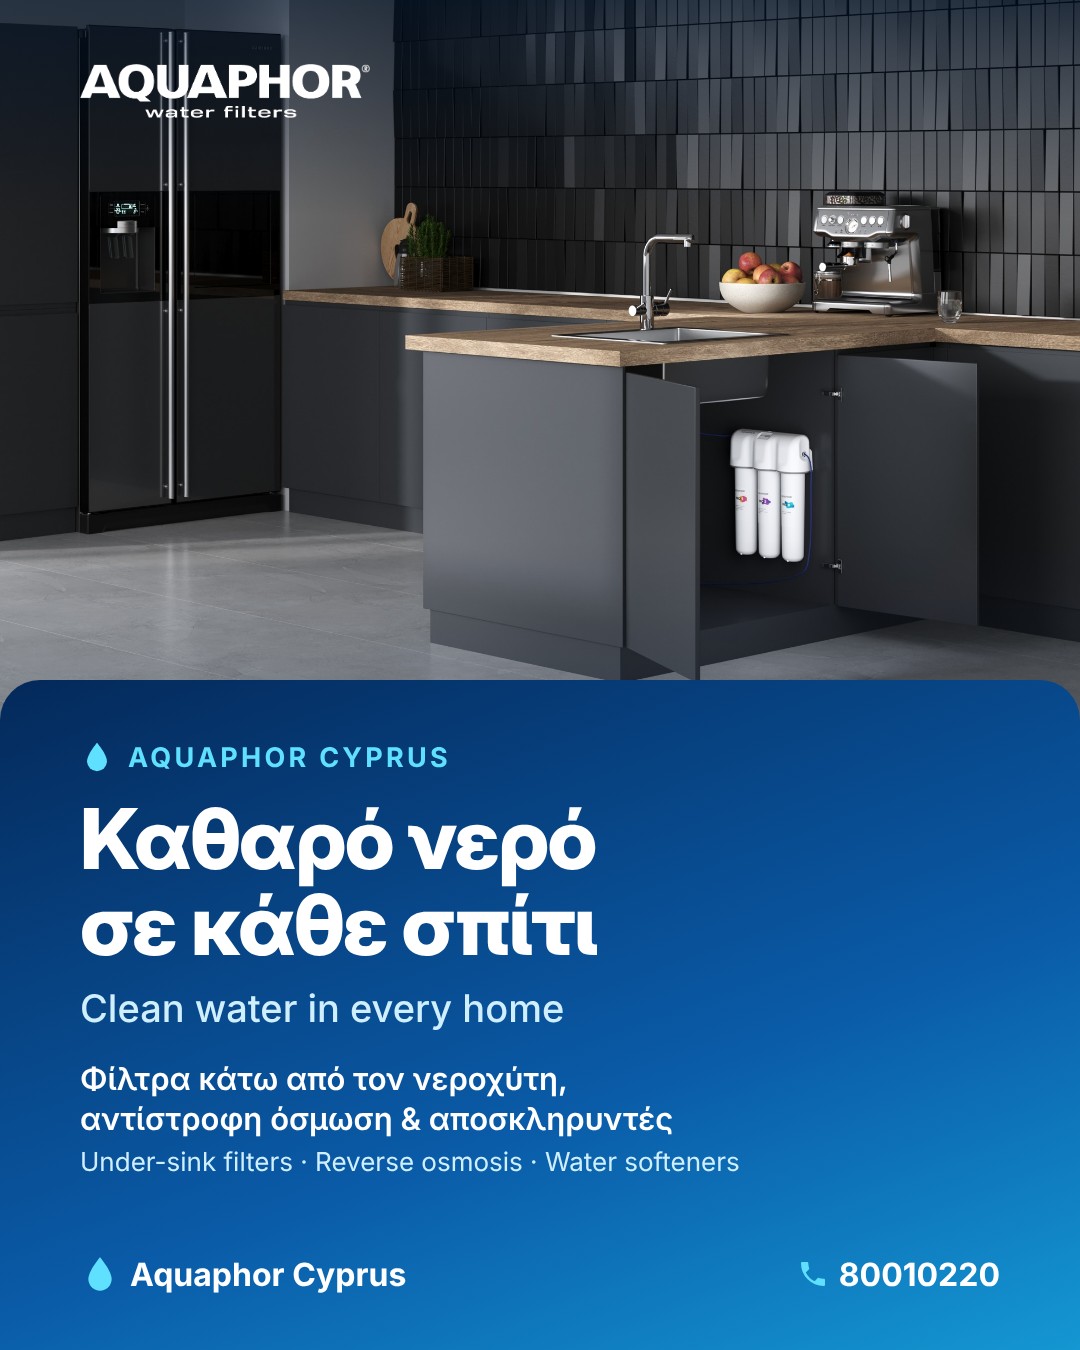 AQUAPHOR®
water filters
AQUAPHOR CYPRUS
Καθαρό νερό
σε κάθε σπίτι
Clean water in every home
Φίλτρα κάτω από τον νεροχύτη,
αντίστροφη όσμωση & αποσκληρυντές
Under-sink filters · Reverse osmosis · Water softeners
Aquaphor Cyprus
80010220